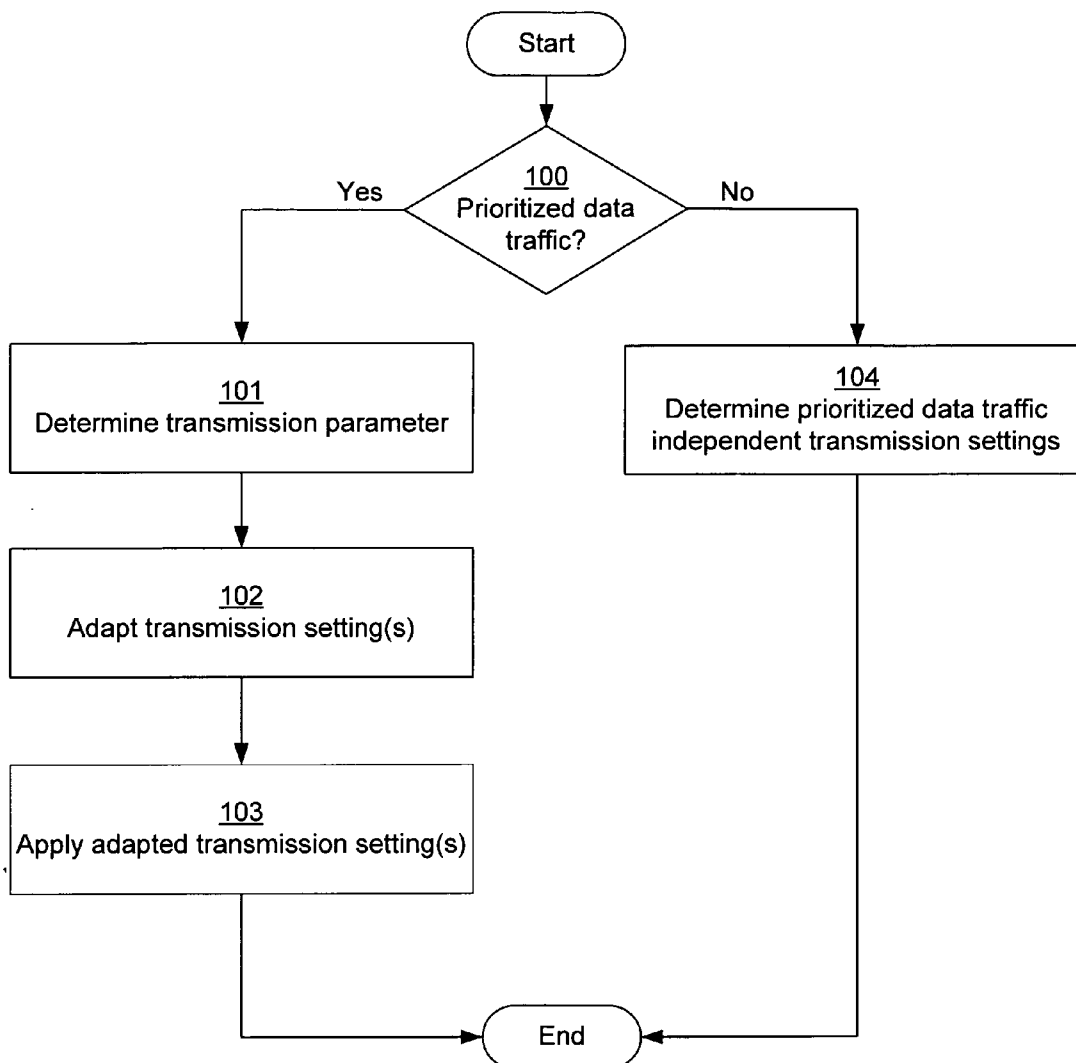 Start
100
Prioritized data
traffic?
Yes
No
101
Determine transmission parameter
104
Determine prioritized data traffic
independent transmission settings
102
Adapt transmission setting(s)
103
Apply adapted transmission setting(s)
End